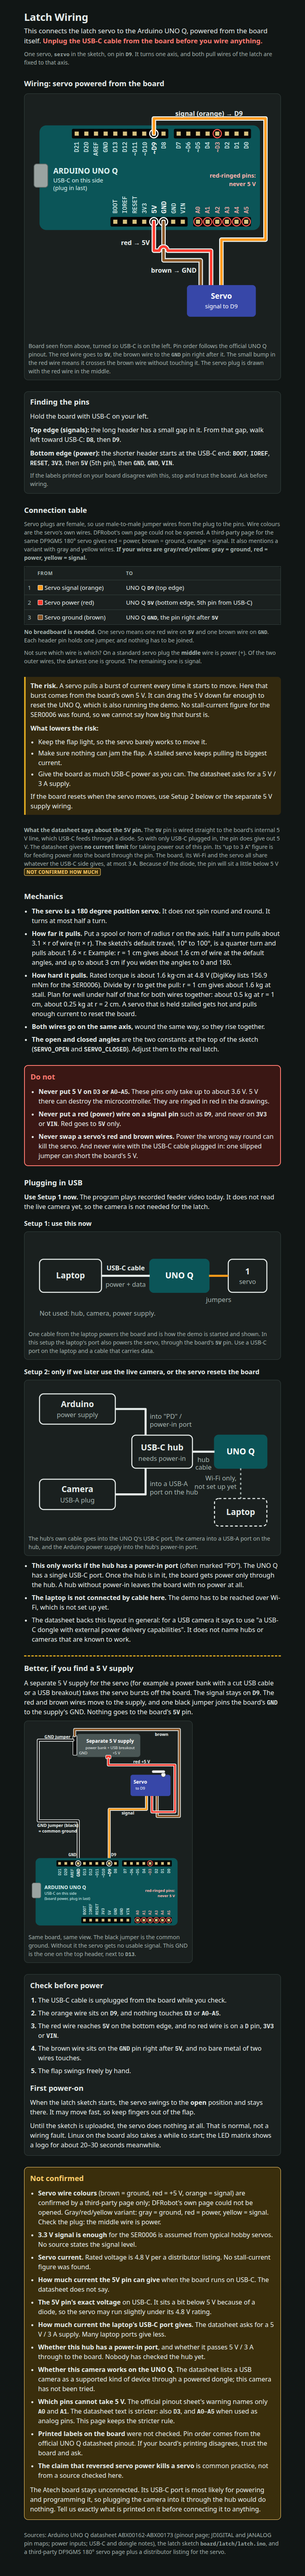 Latch Wiring
This connects the latch servo to the Arduino UNO Q, powered from the board
itself. Unplug the USB-C cable from the board before you wire anything.
One servo, servo in the sketch, on pin D9. It turns one axis, and both pull wires of the latch are
fixed to that axis.
Wiring: servo powered from the board
signal (orange) → D9
D21
D20
AREF
GND
D13
D12
~D11
~D10
~D9
D8
D7
~D6
~D5
D4
~D3
D2
D1
D0
ARDUINO UNO Q
USB-C on this side
(plug in last)
red-ringed pins:
never 5 V
BOOT
IOREF
RESET
3V3
5V
GND
GND
VIN
A0
A1
A2
A3
A4
A5
red → 5V
brown → GND
Servo
signal to D9
Board seen from above, turned so USB-C is on the left. Pin order follows the official UNO Q
pinout. The red wire goes to 5V, the brown wire to the GND pin right after it. The small bump in
the red wire means it crosses the brown wire without touching it. The servo plug is drawn
with the red wire in the middle.
Finding the pins
Hold the board with USB-C on your left.
Top edge (signals): the long header has a small gap in it. From that gap, walk
left toward USB-C: D8, then D9.
Bottom edge (power): the shorter header starts at the USB-C end: BOOT, IOREF,
RESET, 3V3, then 5V (5th pin), then GND, GND, VIN.
If the labels printed on your board disagree with this, stop and trust the board. Ask before
wiring.
Connection table
Servo plugs are female, so use male-to-male jumper wires from the plug to the pins. Wire colours
are the servo's own wires. DFRobot's own page could not be opened. A third-party page for the
same DF9GMS 180° servo gives red = power, brown = ground, orange = signal. It also mentions a
variant with gray and yellow wires. If your wires are gray/red/yellow: gray = ground, red =
power, yellow = signal.
FROM TO
1 Servo signal (orange) UNO Q D9 (top edge)
2 Servo power (red) UNO Q 5V (bottom edge, 5th pin from USB-C)
3 Servo ground (brown) UNO Q GND, the pin right after 5V
No breadboard is needed. One servo means one red wire on 5V and one brown wire on GND.
Each header pin holds one jumper, and you have no two to join.
Not sure which wire is which? On a standard servo plug the middle wire is power (+). Of the two
outer wires, the darkest one is ground. The remaining one is signal.
The risk. A servo pulls a burst of current every time it starts to move. Here that
burst comes from the board's own 5 V. It can drag the 5 V down far enough to
reset the UNO Q, which is also running the demo. No stall-current figure for the
SER0006 was found, so we cannot say how big that burst is.
What lowers the risk:
• Keep the flap light, so the servo barely works to move it.
• Make sure nothing can jam the flap. A stalled servo keeps pulling its biggest
current.
• Give the board as much USB-C power as you can. The datasheet asks for a 5 V /
3 A supply.
If the board resets when the servo moves, use Setup 2 below or the separate 5 V
supply wiring.
What the datasheet says about the 5V pin. The 5V pin is wired straight to the board's internal 5
V line, which USB-C feeds through a diode. So with only USB-C plugged in, the pin does give out 5
V. The datasheet gives no current limit for taking power out of this pin. Its "up to 3 A" figure is
for feeding power into the board through the pin. The board, its Wi-Fi and the servo all share
whatever the USB-C side gives, at most 3 A. Because of the diode, the pin will sit a little below 5 V
NOT CONFIRMED HOW MUCH
Mechanics
• The servo is a 180 degree position servo. It does not spin round and round. It
turns at most half a turn.
• How far it pulls. Put a spool or horn of radius r on the axis. Half a turn pulls about
3.1 × r of wire (π × r). The sketch's default travel, 10° to 100°, is a quarter turn and
pulls about 1.6 × r. Example: r = 1 cm gives about 1.6 cm of wire at the default
angles, and up to about 3 cm if you widen the angles to 0 and 180.
• How hard it pulls. Rated torque is about 1.6 kg·cm at 4.8 V (DigiKey lists 156.9
mNm for the SER0006). Divide by r to get the pull: r = 1 cm gives about 1.6 kg at
stall. Plan for well under half of that for both wires together: about 0.5 kg at r = 1
cm, about 0.25 kg at r = 2 cm. A servo that is held stalled gets hot and pulls
enough current to reset the board.
• Both wires go on the same axis, wound the same way, so they rise together.
• The open and closed angles are the two constants at the top of the sketch
(SERVO_OPEN and SERVO_CLOSED). Adjust them to the real latch.
Do not
• Never put 5 V on D3 or A0-A5. These pins only take up to about 3.6 V. 5 V
there can destroy the microcontroller. They are ringed in red in the drawings.
• Never put a red (power) wire on a signal pin such as D9, and never on 3V3
or VIN. Red goes to 5V only.
• Never swap a servo's red and brown wires. Power the wrong way round can
kill the servo. And never rewire with the USB-C cable plugged in: one slipped
jumper can short the board's 5 V.
Plugging in USB
Use Setup 1 now. The program plays recorded feeder video today. It does not read
the live camera yet, so the camera is not needed for the latch.
Setup 1: use this now
Laptop
USB-C cable
power + data
UNO Q
1
servo
jumpers
Not used: hub, camera, power supply.
One cable from the laptop powers the board and is how the demo is started and shown. In
this setup the laptop's port also powers the servo, through the board's 5V pin. Use a USB-C
port on the laptop and a cable that carries data.
Setup 2: only if we later use the live camera, or the servo resets the board
Arduino
power supply
into "PD" /
power-in port
USB-C hub
needs power-in
hub
cable
UNO Q
Camera
USB-A plug
into a USB-A
port on the hub
Wi-Fi only,
not set up yet
Laptop
The hub's own cable goes into the UNO Q's USB-C port, the camera into a USB-A port on the
hub, and the Arduino power supply into the hub's power-in port.
• This only works if the hub has a power-in port (often marked "PD"). The UNO Q
has a single USB-C port. Once the hub is in it, the board gets power only through
the hub. A hub without power-in leaves the board with no power at all.
• The laptop is not connected by cable here. The demo has to be reached over Wi-
Fi, which is not set up yet.
• The datasheet backs this layout in general: for a USB camera it says to use "a USB-
C dongle with external power delivery capabilities". It does not name hubs or
cameras that are known to work.
Better, if you find a 5 V supply
A separate 5 V supply for the servo (for example a power bank with a cut USB cable
or a USB breakout) takes the servo bursts off the board. The signal stays on D9. The
red and brown wires move to the supply, and one black jumper joins the board's GND
to the supply's GND. Nothing goes to the board's 5V pin.
brown
GND jumper
Separate 5 V supply
power bank + USB breakout
GND
+5 V
red +5 V
Servo
to D9
signal
GND jumper (black)
= common ground
GND
D9
ARDUINO UNO Q
USB-C on this side
(board power, plug in last)
red-ringed pins
never 5 V
Same board, same view. The black jumper is the common
ground. Without it the servo gets no usable signal. This GND
is the one on the top header, next to D13.
Check before power
1. The USB-C cable is unplugged from the board while you check.
2. The orange wire sits on D9, and nothing touches D3 or A0-A5.
3. The red wire reaches 5V on the bottom edge, and no red wire is on a D pin, 3V3
or VIN.
4. The brown wire sits on the GND pin right after 5V, and no bare metal of two
wires touches.
5. The flap swings freely by hand.
First power-on
When the latch sketch starts, the servo swings to the open position and stays
there. It may move fast, so keep fingers out of the flap.
Until the sketch is uploaded, the servo does nothing at all. That is normal, not a
wiring fault. Linux on the board also takes a while to start; the LED matrix shows
a logo for about 20–30 seconds meanwhile.
Not confirmed
• Servo wire colours (brown = ground, red = +5 V, orange = signal) are
confirmed by a third-party page only; DFRobot's own page could not be
opened. Gray/red/yellow variant: gray = ground, red = power, yellow = signal.
Check the plug: the middle wire is power.
• 3.3 V signal is enough for the SER0006 is assumed from typical hobby servos.
No source states the signal level.
• Servo current. Rated voltage is 4.8 V per a distributor listing. No stall-current
figure was found.
• How much current the 5V pin can give when the board runs on USB-C. The
datasheet does not say.
• The 5V pin's exact voltage on USB-C. It sits a bit below 5 V because of a
diode, so the servo may run slightly under its 4.8 V rating.
• How much current the laptop's USB-C port gives. The datasheet asks for a 5
V / 3 A supply. Many laptop ports give less.
• Whether this hub has a power-in port, and whether it passes 5 V / 3 A
through to the board. Nobody has checked the hub yet.
• Whether this camera works on the UNO Q. The datasheet lists a USB
camera as a supported kind of device through a powered dongle; this camera
has not been tried.
• Which pins cannot take 5 V. The official pinout sheet's warning names only
A0 and A1. The datasheet text is stricter: also D3, and A0-A5 when used as
analog pins. This page keeps the stricter rule.
• Printed labels on the board were not checked. Pin order comes from the
official UNO Q datasheet pinout. If your board's printing disagrees, trust the
board and ask.
• The claim that reversed servo power kills a servo is common practice, not
from a source checked here.
The Atech board stays unconnected. Its USB-C port is most likely for powering
and programming it, so plugging the camera into it through the hub would do
nothing. Tell us exactly what is printed on it before connecting it to anything.
Sources: Arduino UNO Q datasheet ABX00162-ABX00173 (pinout page; JDIGITAL and JANALOG
pin maps; power inputs; USB-C and dongle notes), the latch sketch board/latch/latch.ino, and
a third-party DF9GMS 180° servo page plus a distributor listing for the servo.